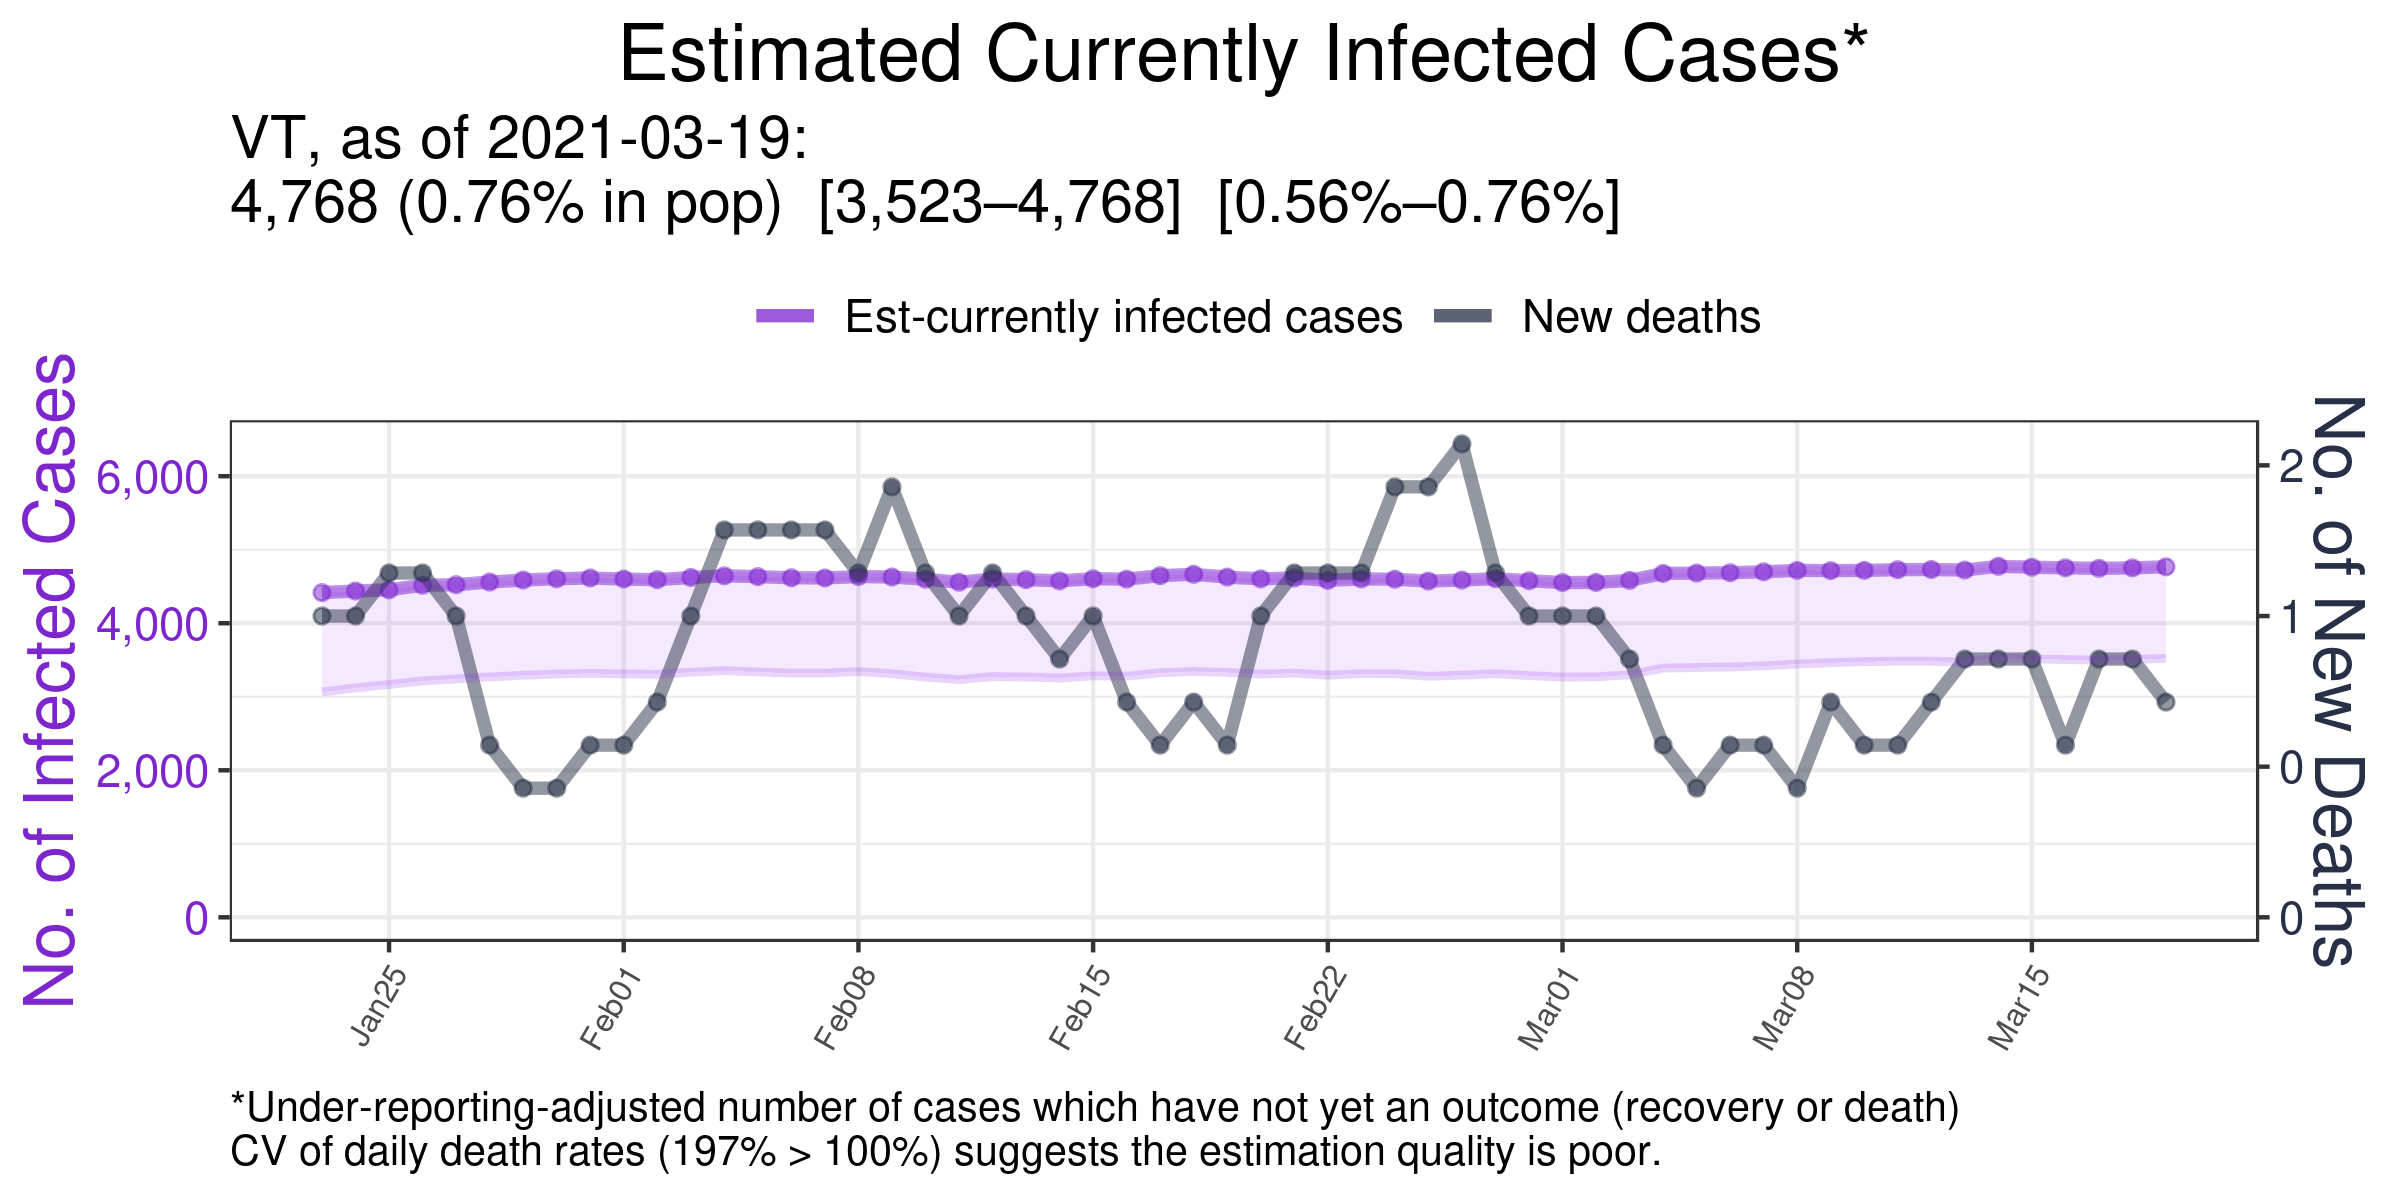 Estimated Currently Infected Cases*
VT, as of 2021-03-19:
4,768 (0.76% in pop)  [3,523–4,768]  [0.56%–0.76%]
Est-currently infected cases
New deaths
No. of Infected Cases
6,000
4,000
2,000
0
2
1
0
0
No. of New Deaths
Jan25
Feb01
Feb08
Feb15
Feb22
Mar01
Mar08
Mar15
*Under-reporting-adjusted number of cases which have not yet an outcome (recovery or death)
CV of daily death rates (197% > 100%) suggests the estimation quality is poor.